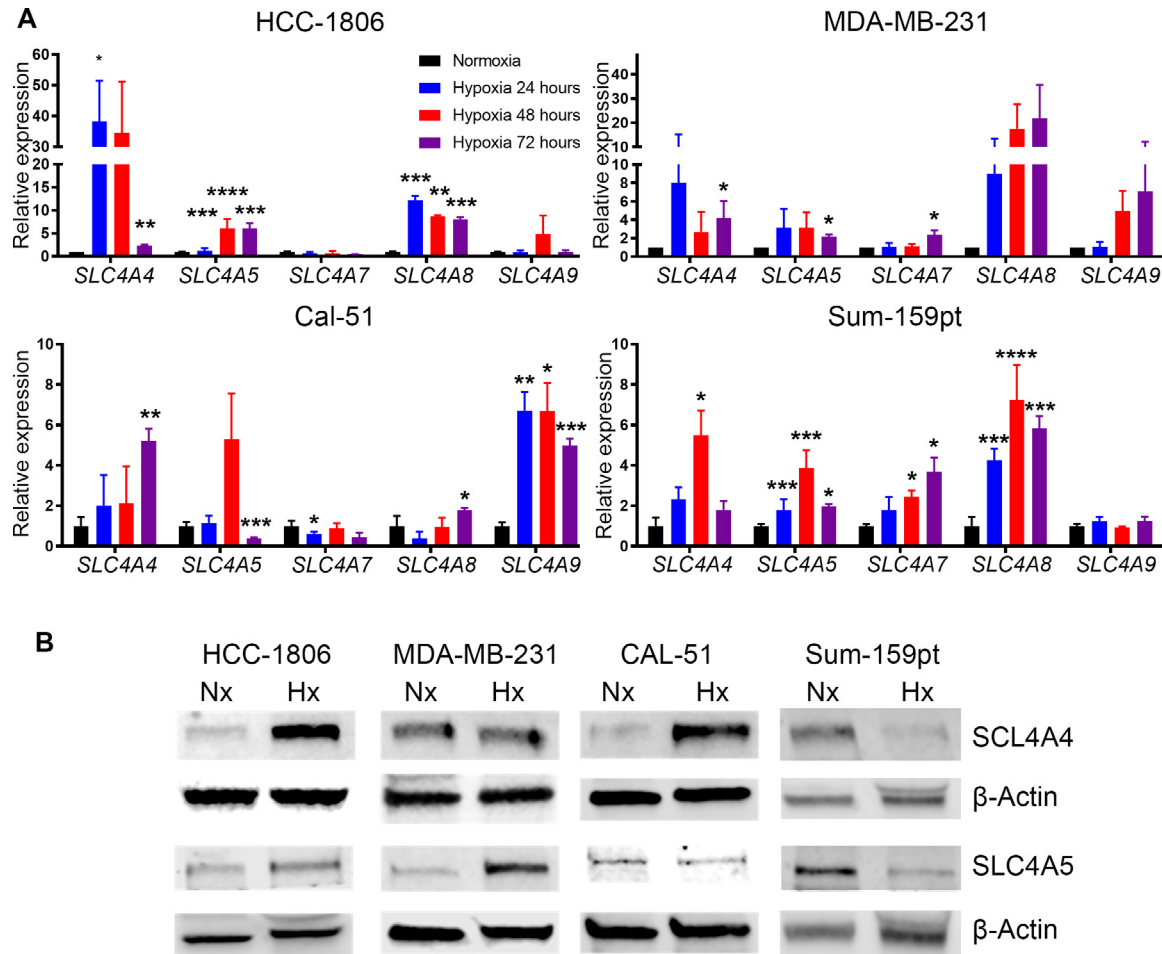 A
HCC-1806
MDA-MB-231
Relative expression
60
50
40
30
20
15
10
5
0
*
**
***
****
***
***
**
***
Normoxia
Hypoxia 24 hours
Hypoxia 48 hours
Hypoxia 72 hours
SLC4A4 SLC4A5 SLC4A7 SLC4A8 SLC4A9
Relative expression
40
30
20
10
8
6
4
2
0
*
*
*
SLC4A4 SLC4A5 SLC4A7 SLC4A8 SLC4A9
Cal-51
Sum-159pt
Relative expression
10
8
6
4
2
0
**
***
*
*
**
*
***
SLC4A4 SLC4A5 SLC4A7 SLC4A8 SLC4A9
Relative expression
10
8
6
4
2
0
*
***
***
*
*
*
***
****
***
SLC4A4 SLC4A5 SLC4A7 SLC4A8 SLC4A9
B
HCC-1806 MDA-MB-231 CAL-51 Sum-159pt
Nx Hx Nx Hx Nx Hx Nx Hx
SCL4A4
β-Actin
SLC4A5
β-Actin